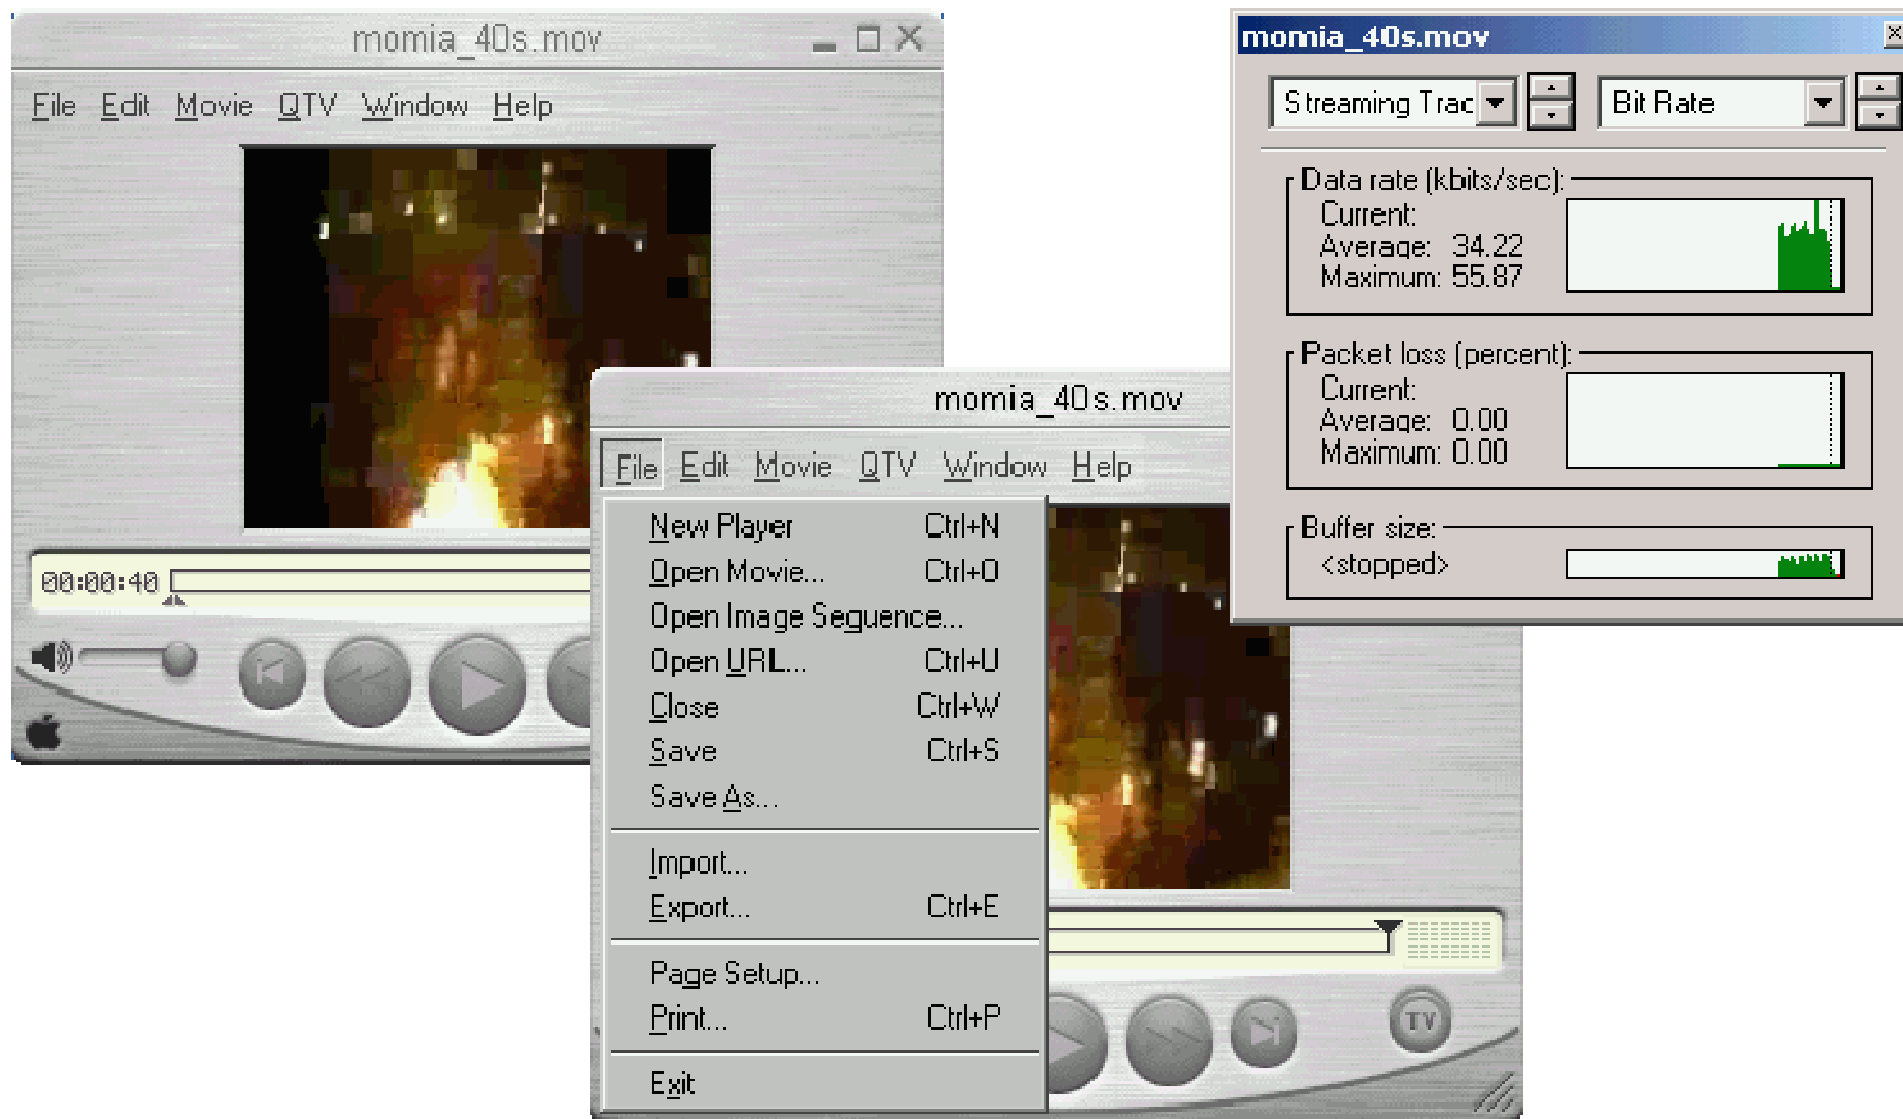 momia_40s.mov
File Edit Movie QTV Window Help
00:00:40
momia_40s.mov
File Edit Movie QTV Window Help
New Player Ctrl+N
Open Movie... Ctrl+O
Open Image Sequence...
Open URL... Ctrl+U
Close Ctrl+W
Save Ctrl+S
Save As...
Import...
Export... Ctrl+E
Page Setup...
Print... Ctrl+P
Exit
TV
momia_40s.mov
Streaming Trac Bit Rate
Data rate (kbits/sec):
Current:
Average: 34.22
Maximum: 55.87
Packet loss (percent):
Current:
Average: 0.00
Maximum: 0.00
Buffer size:
<stopped>